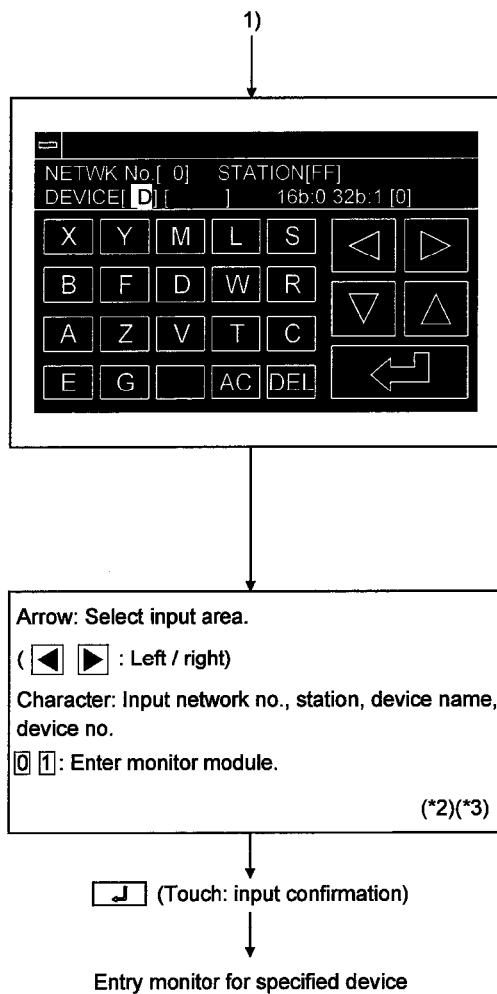 1)
NETWK No.[ 0] STATION[FF]
DEVICE[ D] [ ] 16b:0 32b:1 [0]
X Y M L S
B F D W R
A Z V T C
E G AC DEL
Arrow: Select input area.
( ◀ ▶ : Left / right)
Character: Input network no., station, device name,
device no.
0 1 : Enter monitor module.
(*2)(*3)
(Touch: input confirmation)
Entry monitor for specified device